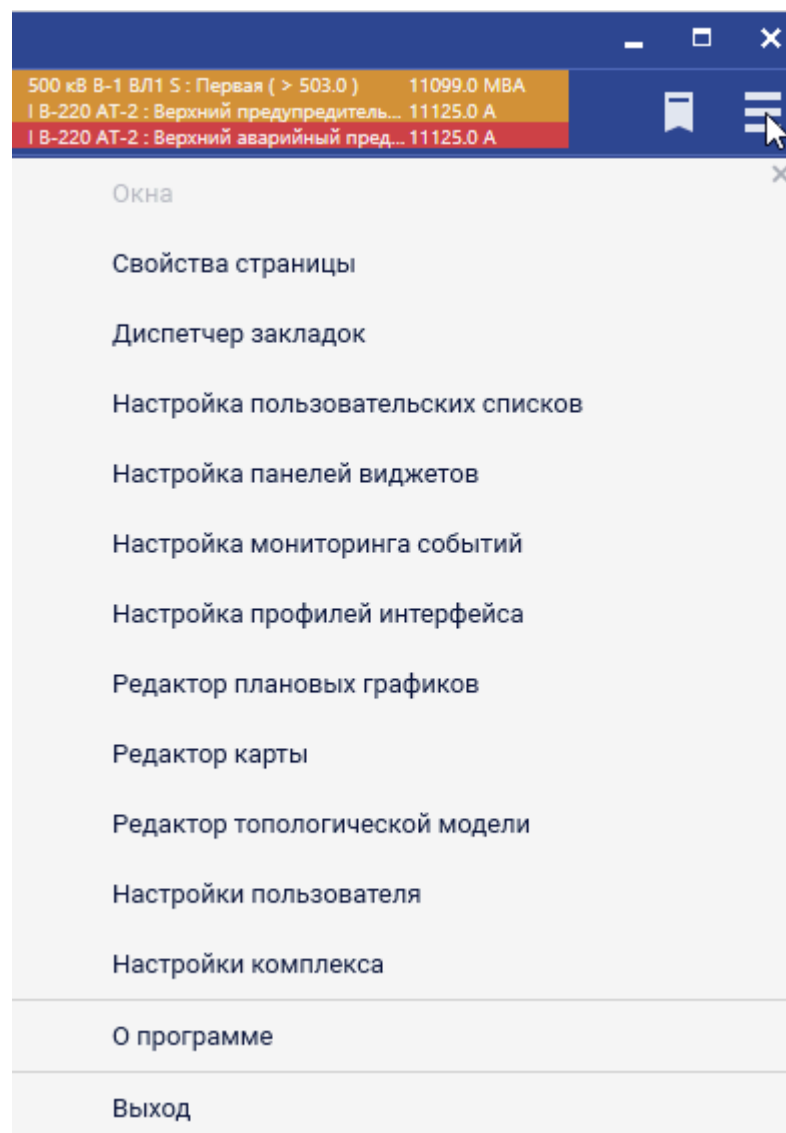 500 кВ В-1 ВЛ1 S : Первая ( > 503.0 ) 11099.0 МВА
I В-220 АТ-2 : Верхний предупредитель... 11125.0 А
I В-220 АТ-2 : Верхний аварийный пред... 11125.0 А
Окна
Свойства страницы
Диспетчер закладок
Настройка пользовательских списков
Настройка панелей виджетов
Настройка мониторинга событий
Настройка профилей интерфейса
Редактор плановых графиков
Редактор карты
Редактор топологической модели
Настройки пользователя
Настройки комплекса
О программе
Выход